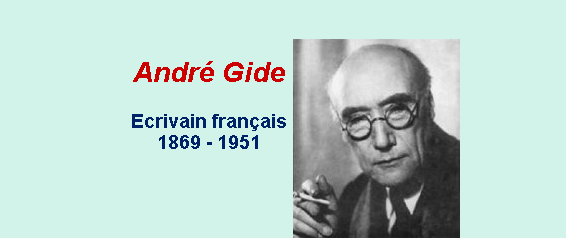 André Gide
Ecrivain français
1869 - 1951